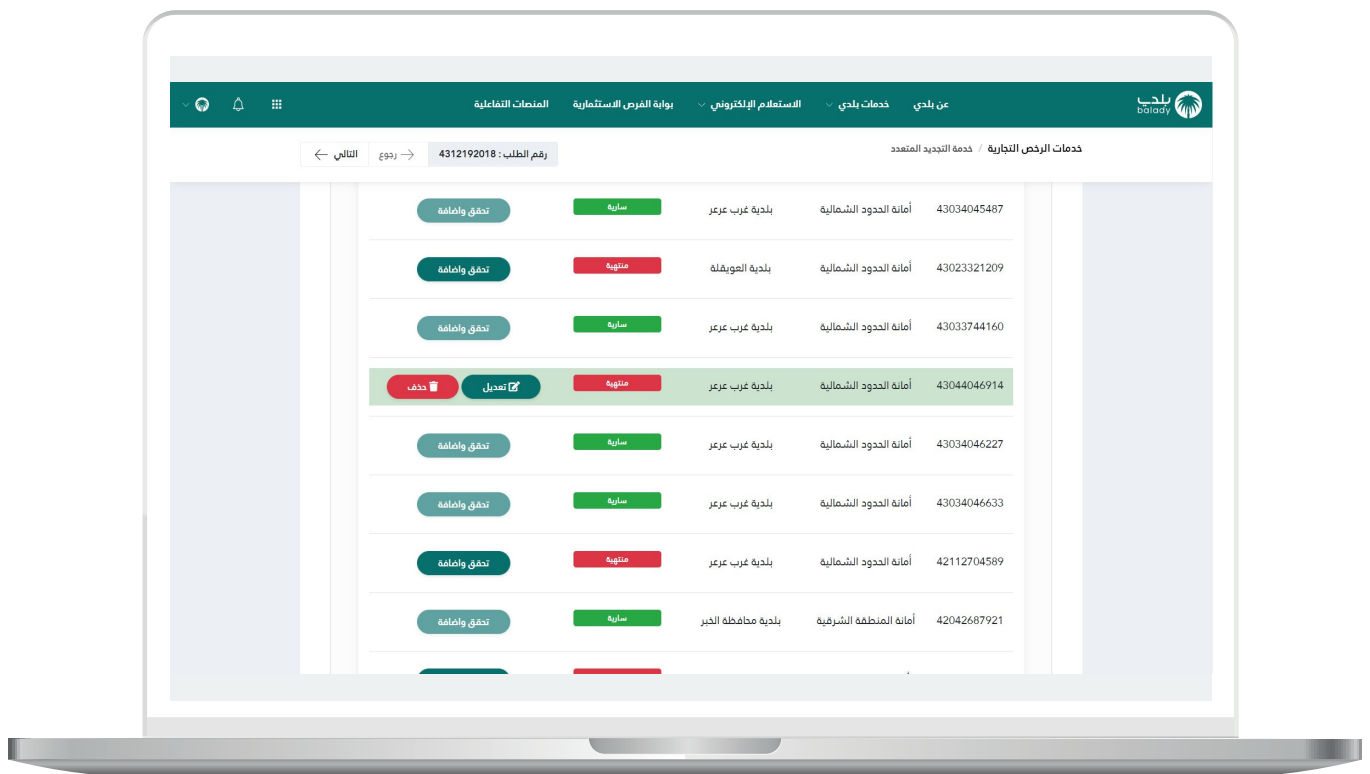 بلدي
balady
عن بلدي خدمات بلدي الاستعلام الإلكتروني بوابة الفرص الاستثمارية المنصات التفاعلية
خدمات الرخص التجارية / خدمة التجديد المتعدد رقم الطلب : 4312192018 رجوع التالي
43034045487 أمانة الحدود الشمالية بلدية غرب عرعر سارية تحقق واضافة
43023321209 أمانة الحدود الشمالية بلدية العويقلة منتهية تحقق واضافة
43033744160 أمانة الحدود الشمالية بلدية غرب عرعر سارية تحقق واضافة
43044046914 أمانة الحدود الشمالية بلدية غرب عرعر منتهية تعديل حذف
43034046227 أمانة الحدود الشمالية بلدية غرب عرعر سارية تحقق واضافة
43034046633 أمانة الحدود الشمالية بلدية غرب عرعر سارية تحقق واضافة
42112704589 أمانة الحدود الشمالية بلدية غرب عرعر منتهية تحقق واضافة
42042687921 أمانة المنطقة الشرقية بلدية محافظة الخبر سارية تحقق واضافة